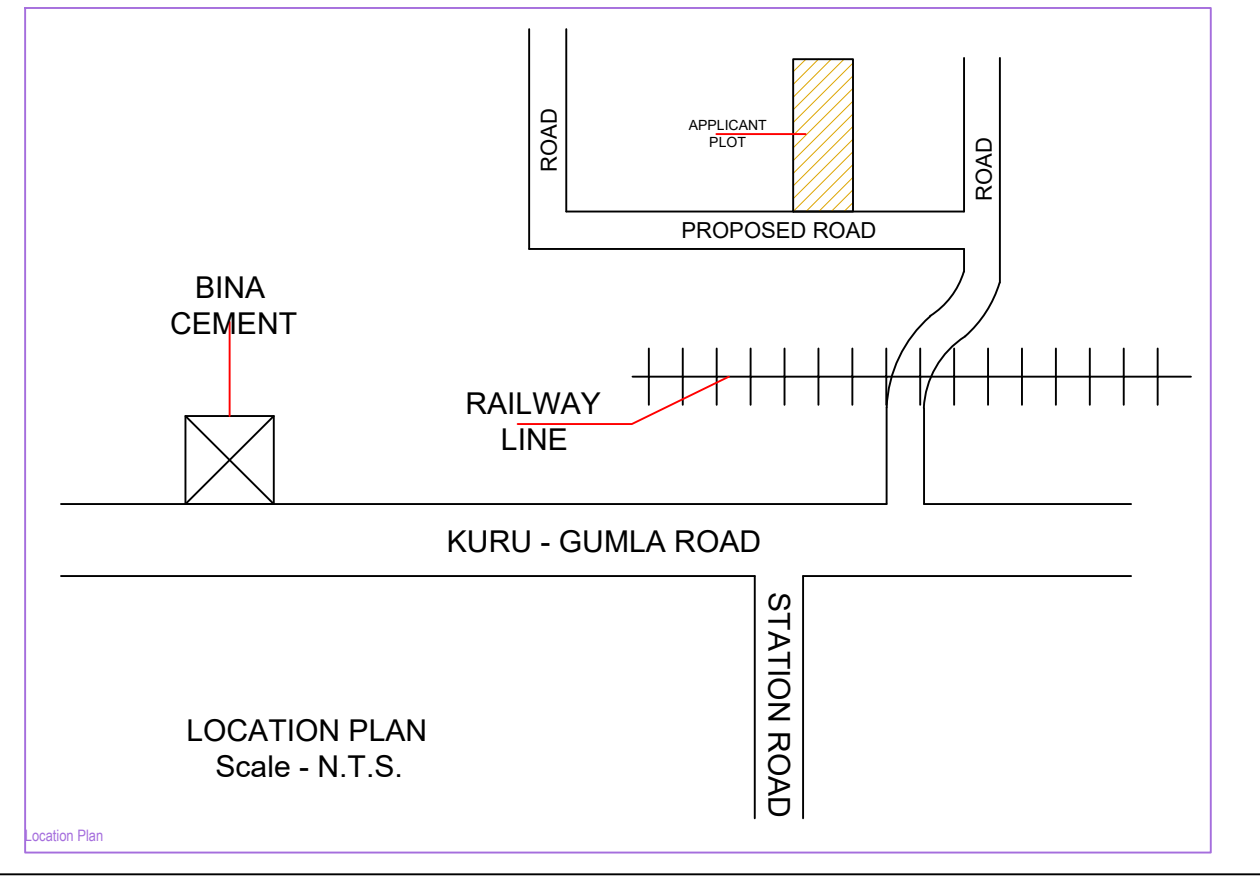 ROAD
APPLICANT
PLOT
ROAD
PROPOSED ROAD
BINA
CEMENT
RAILWAY
LINE
KURU - GUMLA ROAD
STATION ROAD
LOCATION PLAN
Scale - N.T.S.
Location Plan